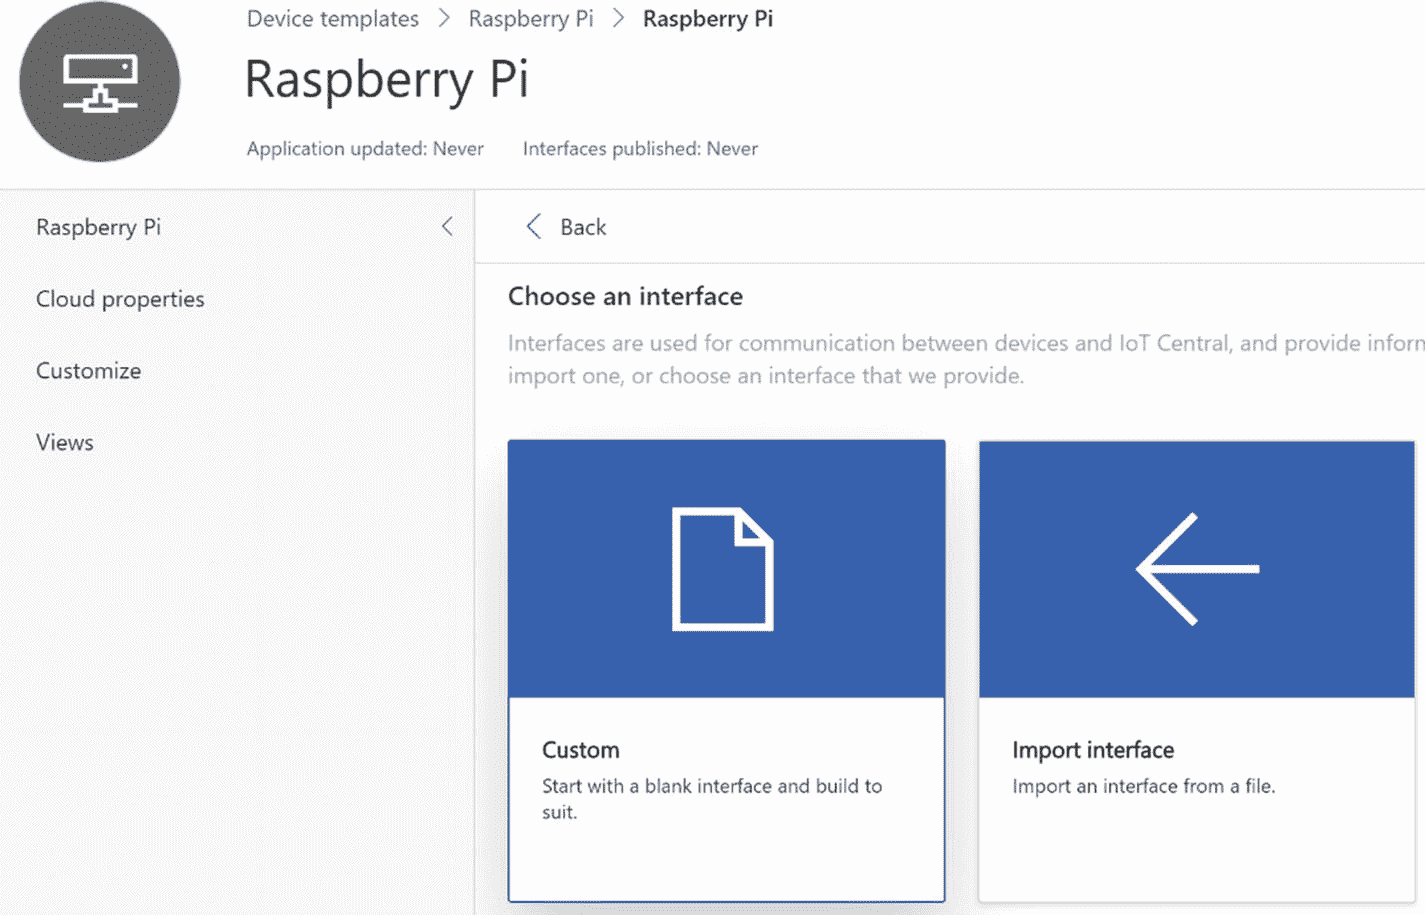 Device templates > Raspberry Pi > Raspberry Pi
Raspberry Pi
Application updated: Never Interfaces published: Never
Raspberry Pi
Cloud properties
Customize
Views
Back
Choose an interface
Interfaces are used for communication between devices and IoT Central, and provide inforn
import one, or choose an interface that we provide.
Custom
Start with a blank interface and build to
suit.
Import interface
Import an interface from a file.